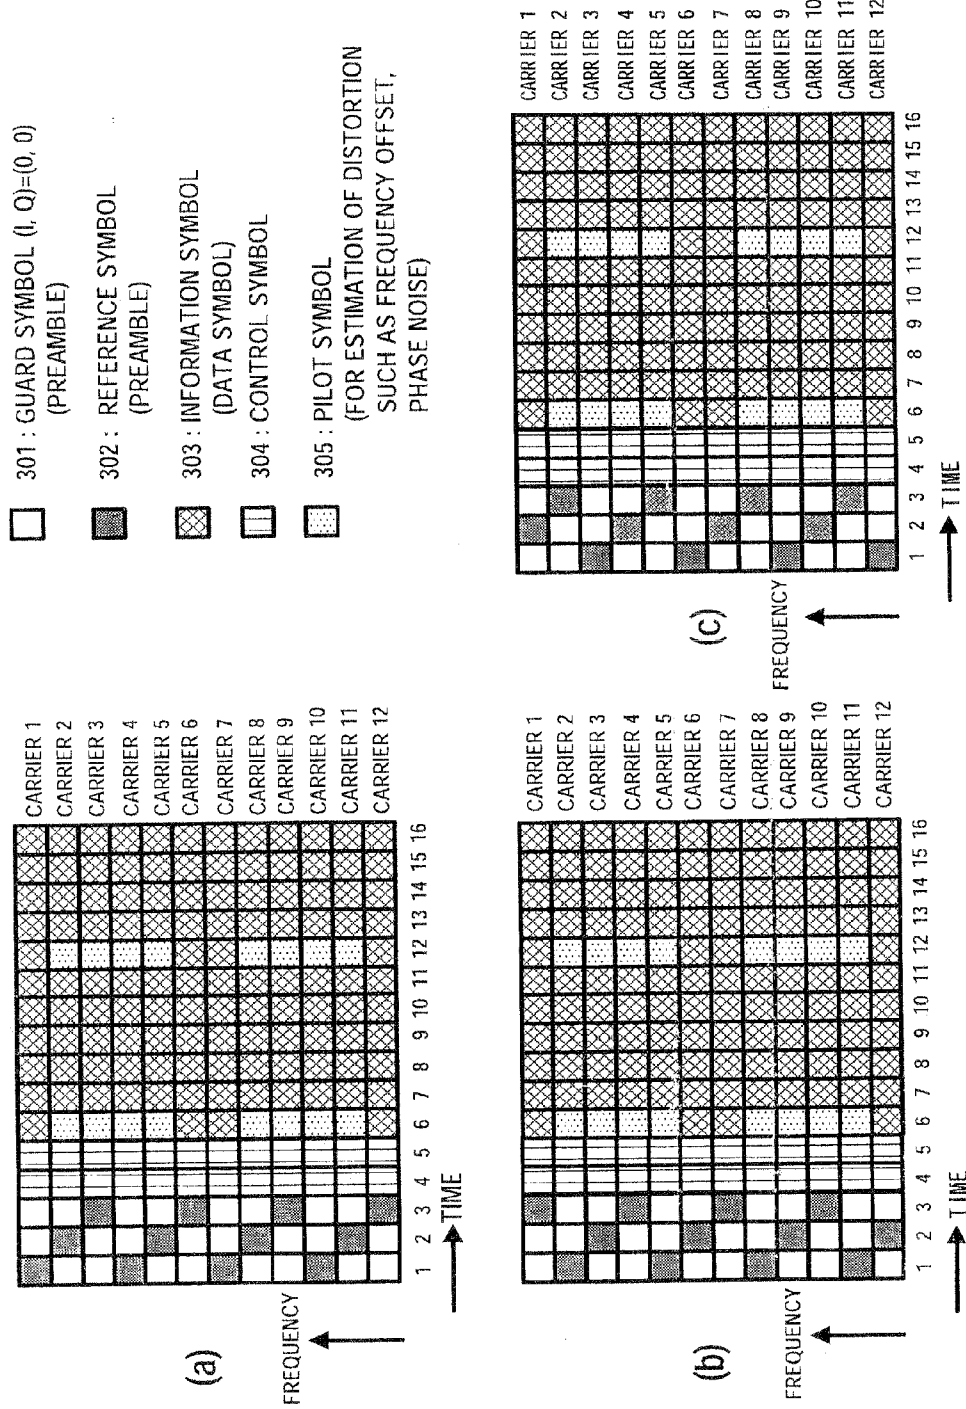 301 : GUARD SYMBOL (I, Q)=(0, 0)
(PREAMBLE)
302 : REFERENCE SYMBOL
(PREAMBLE)
303 : INFORMATION SYMBOL
(DATA SYMBOL)
304 : CONTROL SYMBOL
305 : PILOT SYMBOL
(FOR ESTIMATION OF DISTORTION
SUCH AS FREQUENCY OFFSET,
PHASE NOISE)
(a)
FREQUENCY
CARRIER 1
CARRIER 2
CARRIER 3
CARRIER 4
CARRIER 5
CARRIER 6
CARRIER 7
CARRIER 8
CARRIER 9
CARRIER 10
CARRIER 11
CARRIER 12
1 2 3 4 5 6 7 8 9 10 11 12 13 14 15 16
TIME
(b)
FREQUENCY
CARRIER 1
CARRIER 2
CARRIER 3
CARRIER 4
CARRIER 5
CARRIER 6
CARRIER 7
CARRIER 8
CARRIER 9
CARRIER 10
CARRIER 11
CARRIER 12
1 2 3 4 5 6 7 8 9 10 11 12 13 14 15 16
TIME
(c)
FREQUENCY
CARRIER 1
CARRIER 2
CARRIER 3
CARRIER 4
CARRIER 5
CARRIER 6
CARRIER 7
CARRIER 8
CARRIER 9
CARRIER 10
CARRIER 11
CARRIER 12
1 2 3 4 5 6 7 8 9 10 11 12 13 14 15 16
TIME